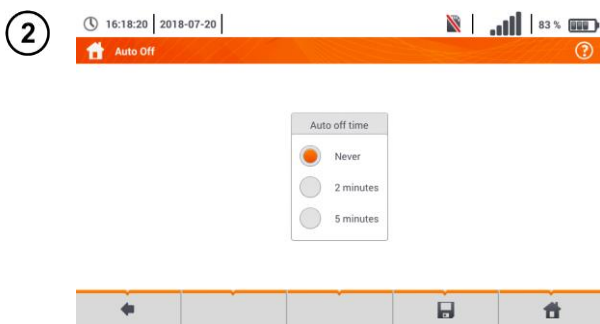 2
16:18:20 2018-07-20 83 %
Auto Off ?
Auto off time
Never
2 minutes
5 minutes